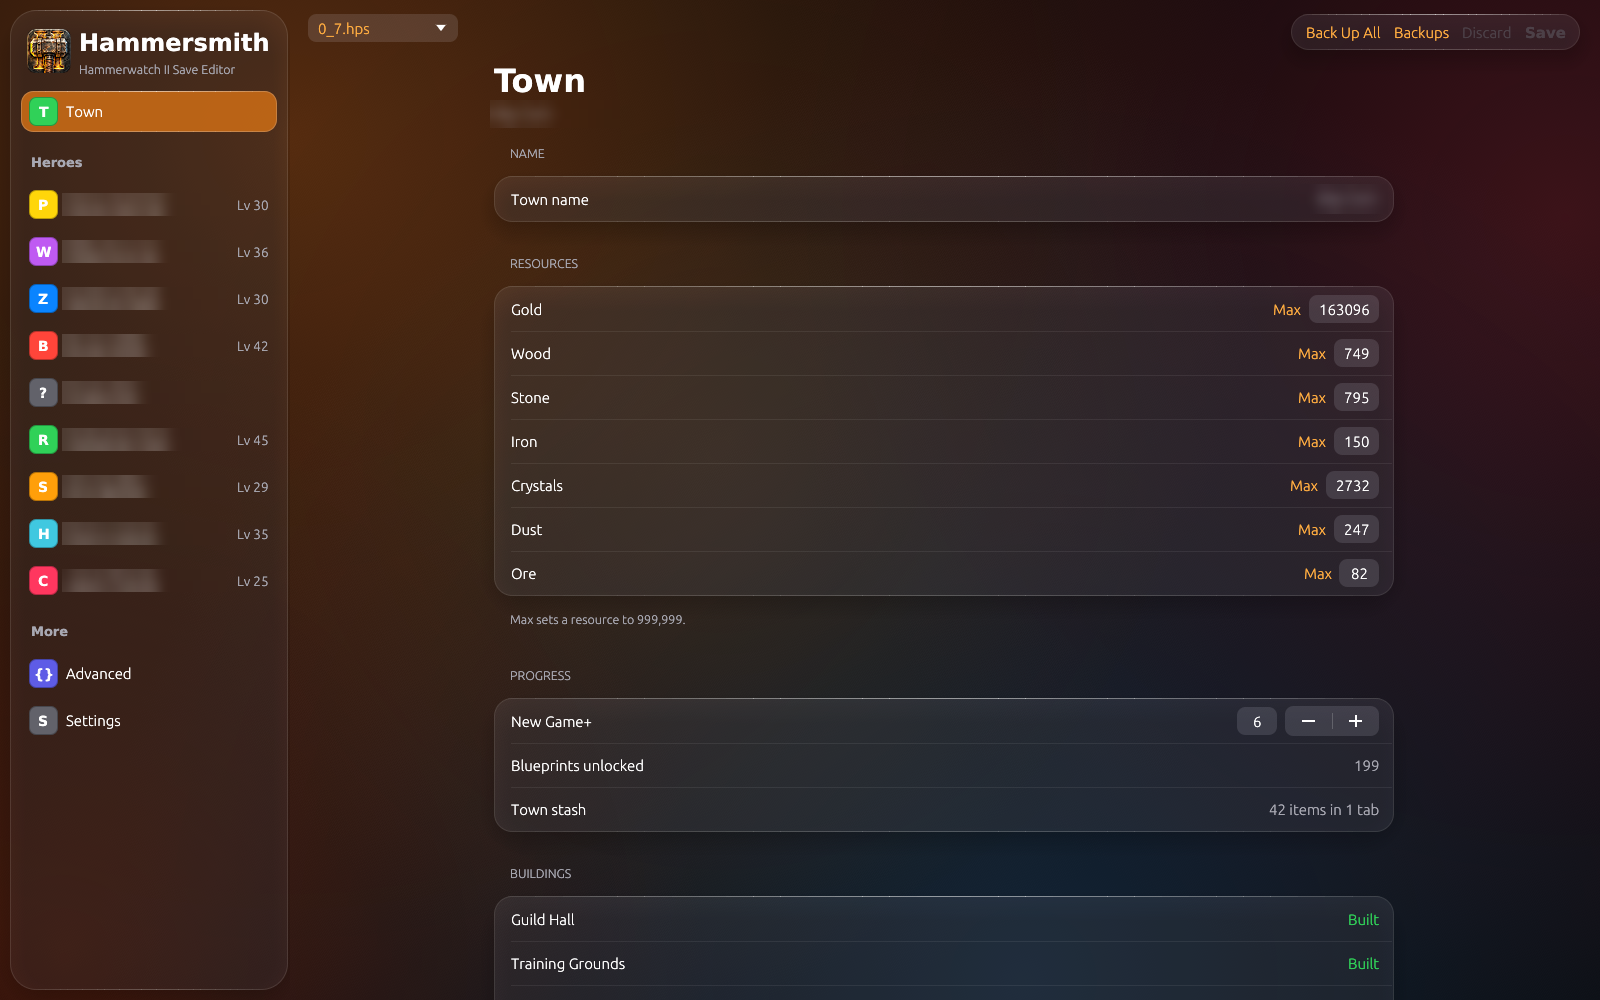 Hammersmith
Hammerwatch II Save Editor
T Town
Heroes
P Lv 30
W Lv 36
Z Lv 30
B Lv 42
?
R Lv 45
S Lv 29
H Lv 35
C Lv 25
More
{} Advanced
S Settings
0_7.hps
Back Up All Backups Discard Save
Town
NAME
Town name
RESOURCES
Gold Max 163096
Wood Max 749
Stone Max 795
Iron Max 150
Crystals Max 2732
Dust Max 247
Ore Max 82
Max sets a resource to 999,999.
PROGRESS
New Game+ 6 − +
Blueprints unlocked 199
Town stash 42 items in 1 tab
BUILDINGS
Guild Hall Built
Training Grounds Built